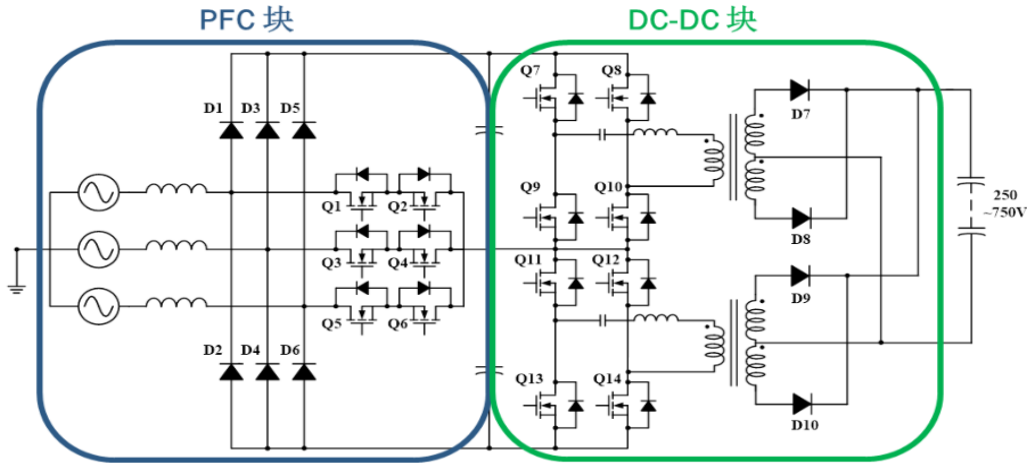 PFC 块
DC-DC 块
Q7
Q8
D1
D3
D5
D7
Q9
Q10
Q1
Q2
250
~750V
D8
Q3
Q4
Q11
Q12
D9
Q5
Q6
D2
D4
D6
Q13
Q14
D10